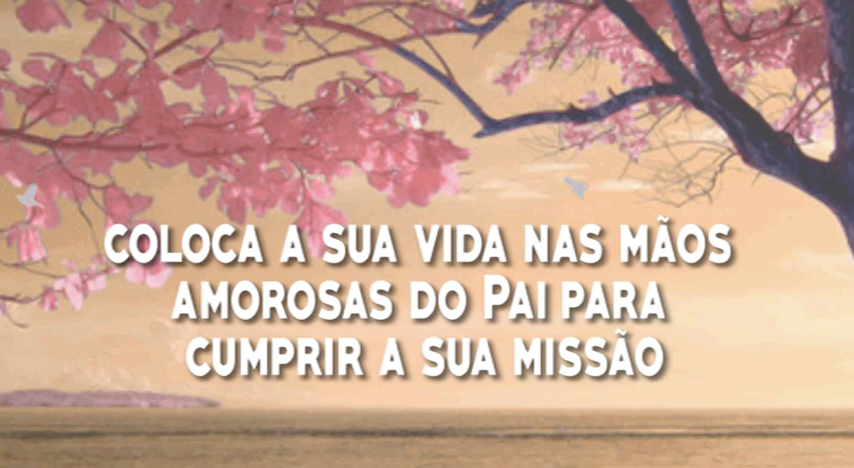 COLOCA A SUA VIDA NAS MÃOS
AMOROSAS DO PAI PARA
CUMPRIR A SUA MISSÃO